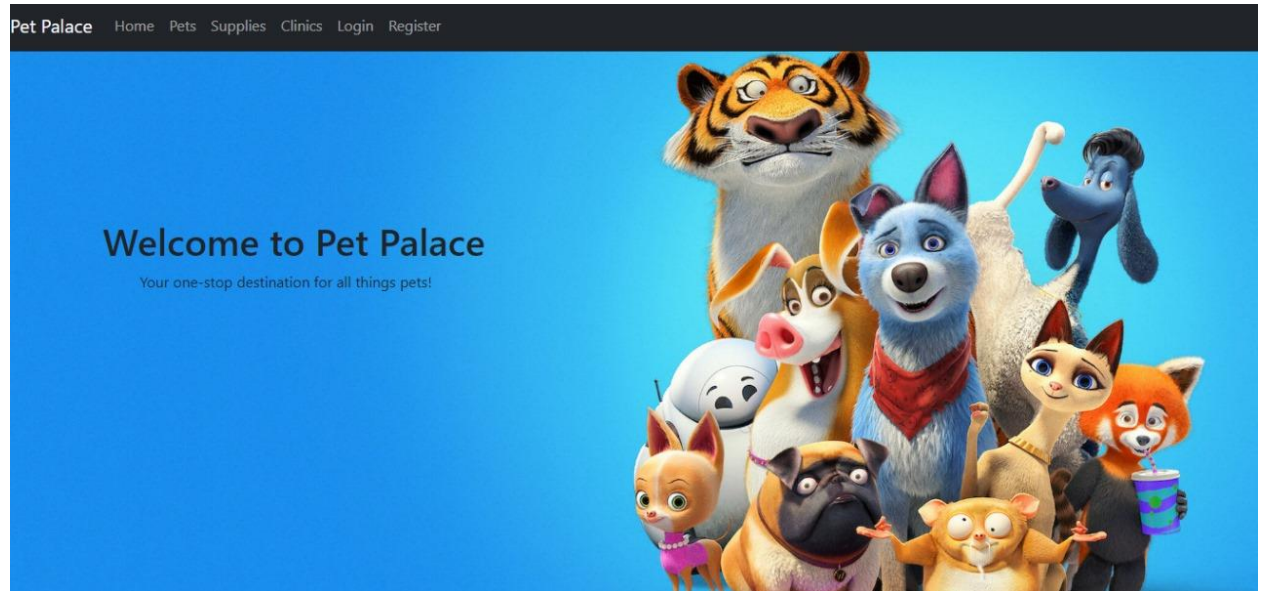 Pet Palace Home Pets Supplies Clinics Login Register
Welcome to Pet Palace
Your one-stop destination for all things pets!